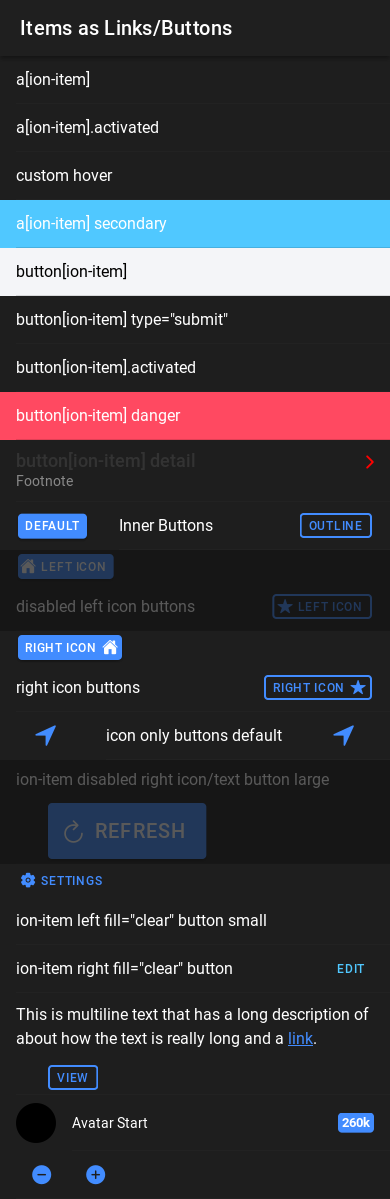 Items as Links/Buttons
a[ion-item]
a[ion-item].activated
custom hover
a[ion-item] secondary
button[ion-item]
button[ion-item] type="submit"
button[ion-item].activated
button[ion-item] danger
button[ion-item] detail
Footnote
DEFAULT Inner Buttons OUTLINE
LEFT ICON
disabled left icon buttons LEFT ICON
RIGHT ICON
right icon buttons RIGHT ICON
icon only buttons default
ion-item disabled right icon/text button large
REFRESH
SETTINGS
ion-item left fill="clear" button small
ion-item right fill="clear" button EDIT
This is multiline text that has a long description of
about how the text is really long and a link.
VIEW
Avatar Start 260k